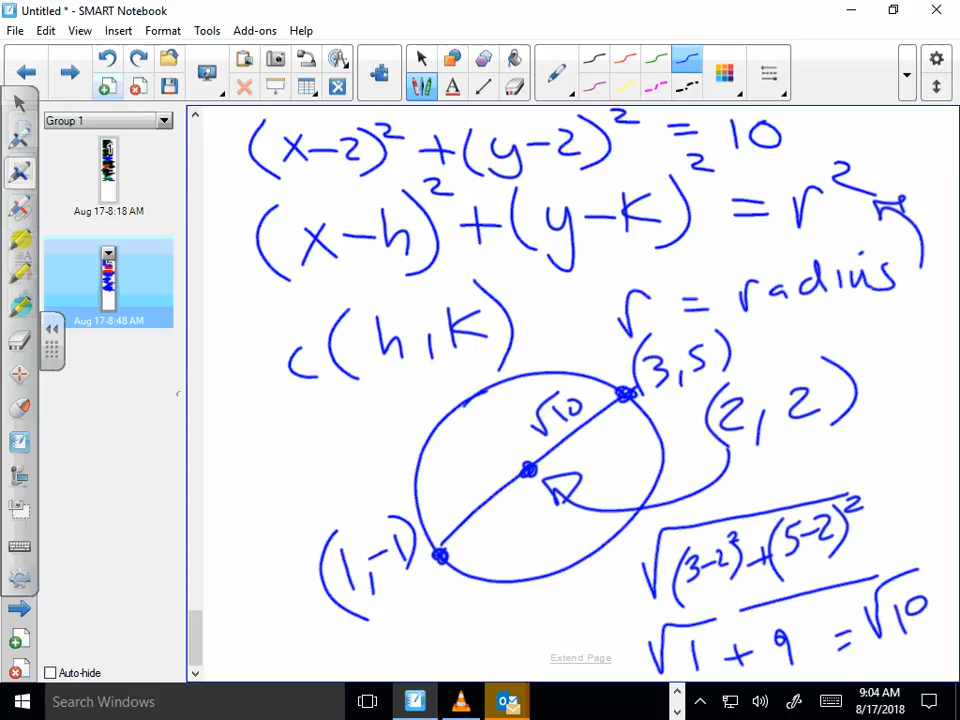 Untitled * - SMART Notebook
File Edit View Insert Format Tools Add-ons Help
Group 1
Aug 17-8:18 AM
Aug 17-8:48 AM
Auto-hide
(x-2)² + (y-2)² = 10
(x-h)² + (y-k)² = r²
r = radius
c(h,k)
(3,5)
√10
(2,2)
(1,-1)
√(3-2)² + (5-2)²
√1 + 9 = √10
Extend Page
Search Windows
9:04 AM
8/17/2018